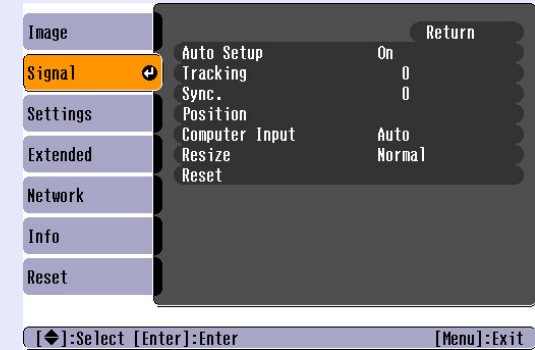 Image
Signal
Settings
Extended
Network
Info
Reset
Return
Auto Setup On
Tracking 0
Sync. 0
Position
Computer Input Auto
Resize Normal
Reset
[◆]:Select [Enter]:Enter [Menu]:Exit